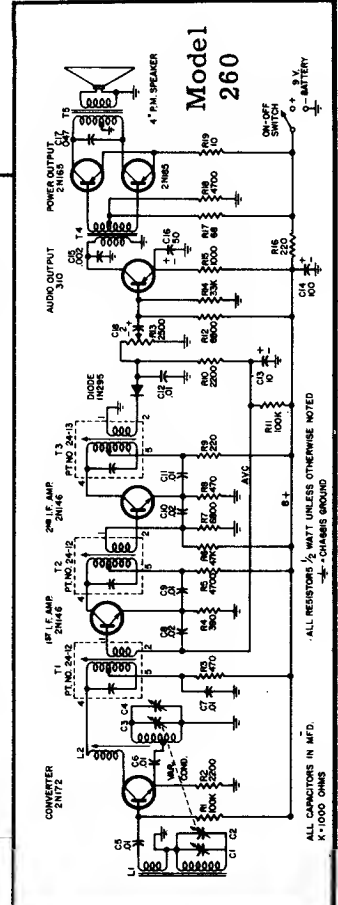 Model
260
CONVERTER
2N172
1ST I.F. AMP.
2N146
2ND I.F. AMP.
2N146
DIODE
1N295
AUDIO OUTPUT
310
POWER OUTPUT
2N185
2N185
4" P.M. SPEAKER
T1
PT. NO. 24-12
T2
PT. NO. 24-12
T3
PT. NO. 24-13
T4
T5
L1
L2
C1
C2
C3
C4
C5
.01
C6
.01
VAR.
COND.
C7
.01
C8
.02
C9
.01
C10
.02
C11
.01
C12
.01
C13
10
C14
100
C15
.002
C16
50
C17
.047
C18
2
R1
100K
R2
2200
R3
470
R4
R5
4700
R6
47K
R7
6800
R8
470
R9
220
R10
2200
R11
100K
R12
6800
R13
2500
R14
33K
R15
1000
R16
220
R17
68
R18
4700
R19
10
AVC
B+
ON-OFF
SWITCH
9 V.
BATTERY
ALL CAPACITORS IN MFD.
K=1000 OHMS
ALL RESISTORS 1/2 WATT UNLESS OTHERWISE NOTED
= CHASSIS GROUND